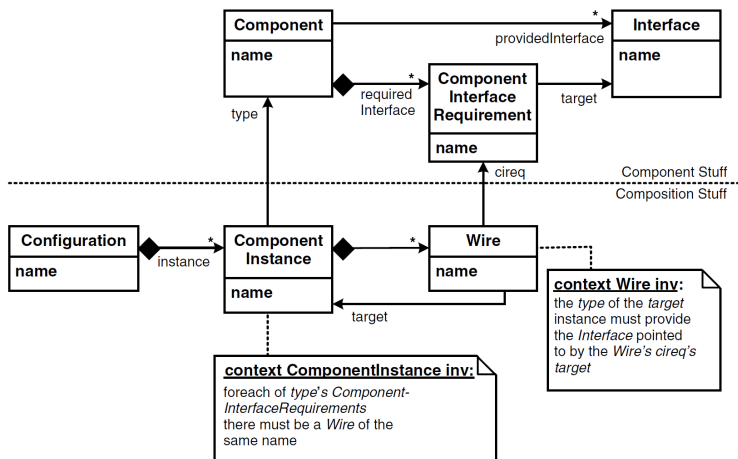 Component
*
Interface
providedInterface
name
name
*
Component
Interface
Requirement
required
Interface
target
type
name
cireq
Component Stuff
Composition Stuff
Configuration
*
Component
Instance
*
Wire
name
instance
name
name
target
context Wire inv:
the type of the target
instance must provide
the Interface pointed
to by the Wire's cireq's
target
context ComponentInstance inv:
foreach of type's Component-
InterfaceRequirements
there must be a Wire of the
same name